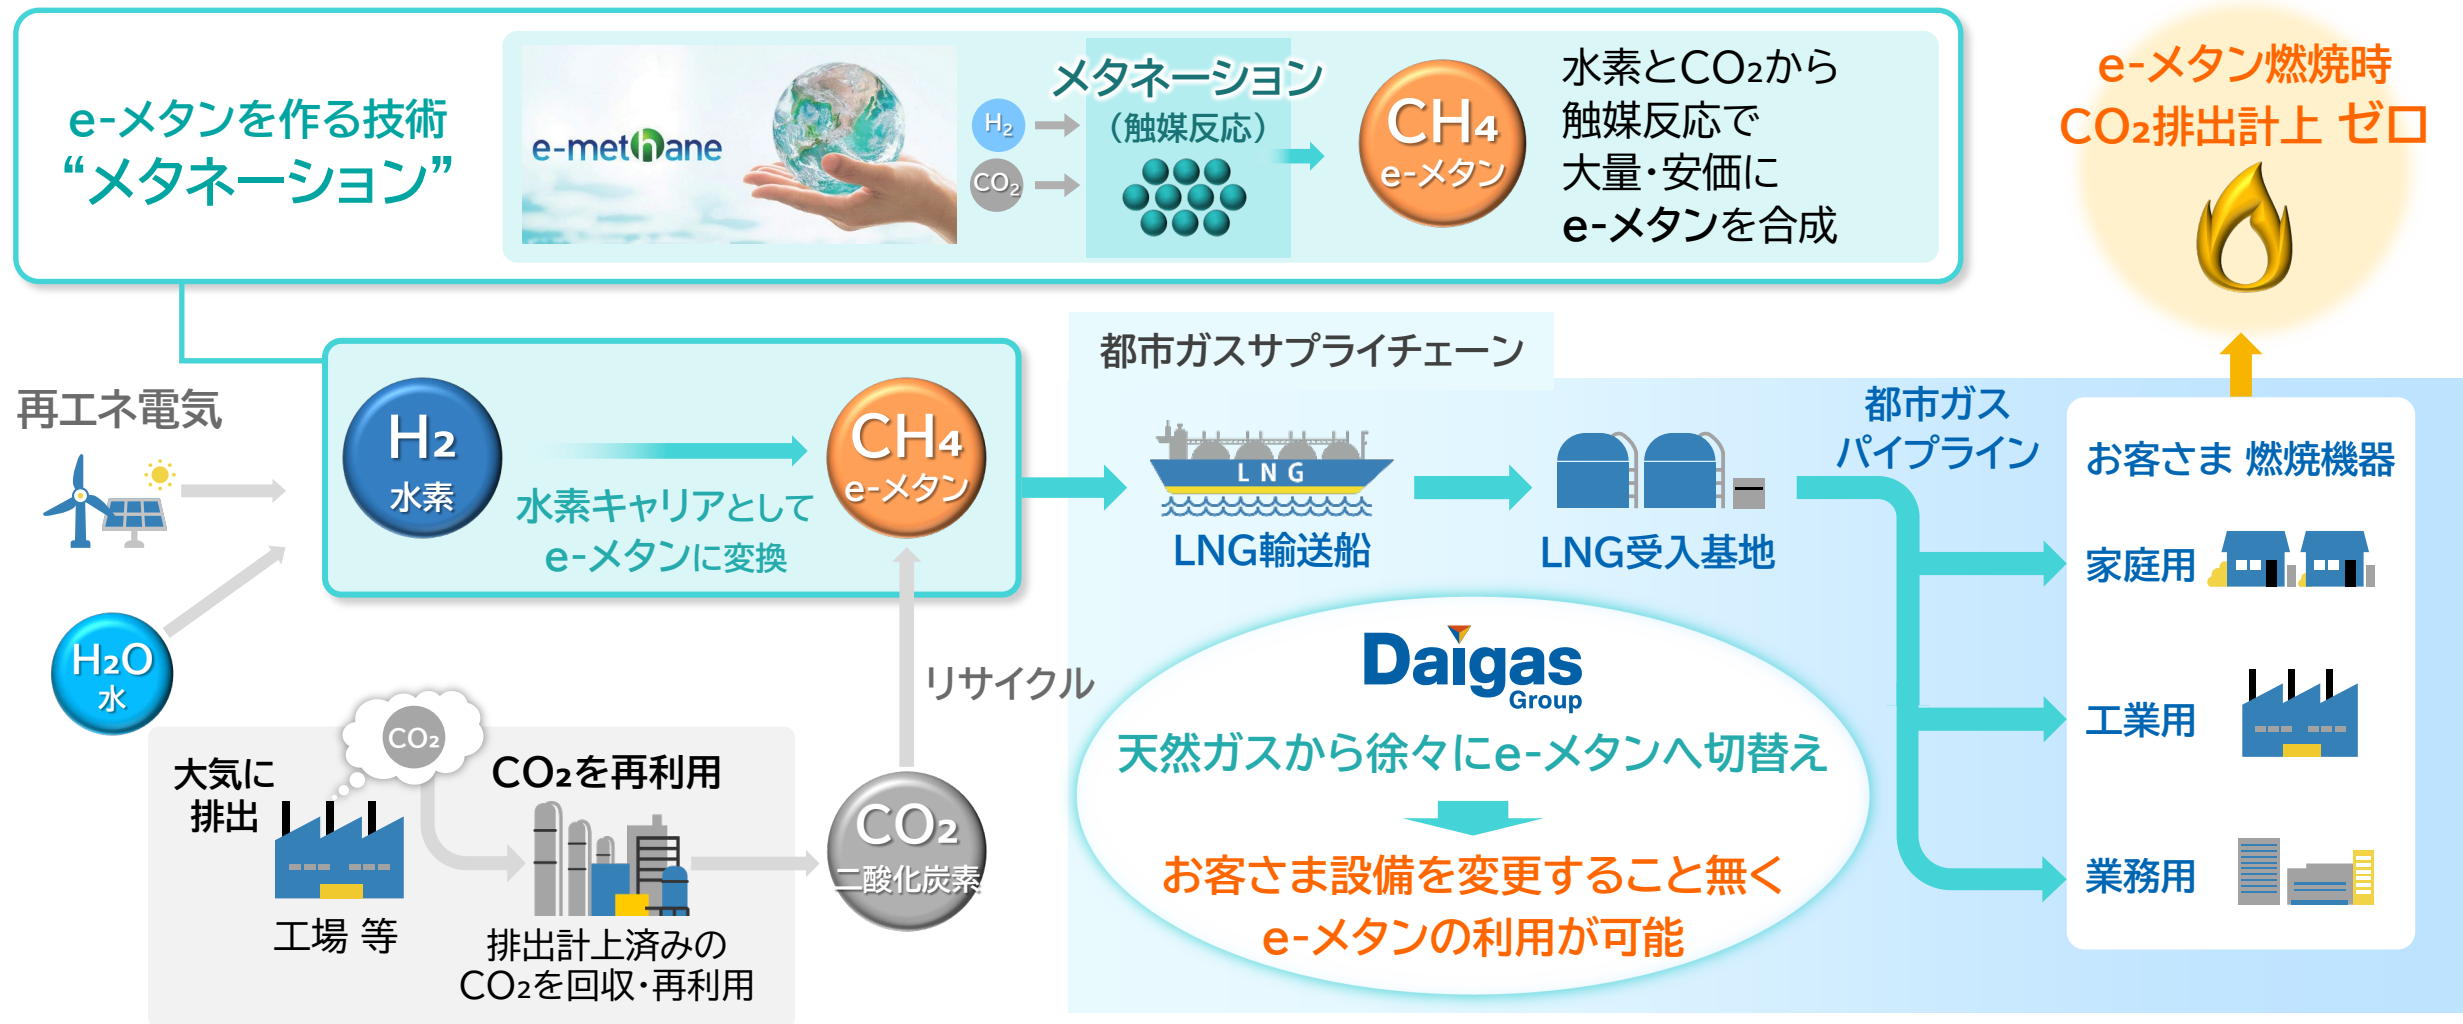 e-メタンを作る技術
“メタネーション”
e-methane
H₂
CO₂
メタネーション
（触媒反応）
CH₄
e-メタン
水素とCO₂から
触媒反応で
大量・安価に
e-メタンを合成
e-メタン燃焼時
CO₂排出計上 ゼロ
再エネ電気
H₂O
水
H₂
水素
水素キャリアとして
e-メタンに変換
CH₄
e-メタン
リサイクル
CO₂
二酸化炭素
大気に
排出
CO₂
工場 等
CO₂を再利用
排出計上済みの
CO₂を回収・再利用
都市ガスサプライチェーン
LNG
LNG輸送船
LNG受入基地
都市ガス
パイプライン
Daigas
Group
天然ガスから徐々にe-メタンへ切替え
お客さま設備を変更すること無く
e-メタンの利用が可能
お客さま 燃焼機器
家庭用
工業用
業務用